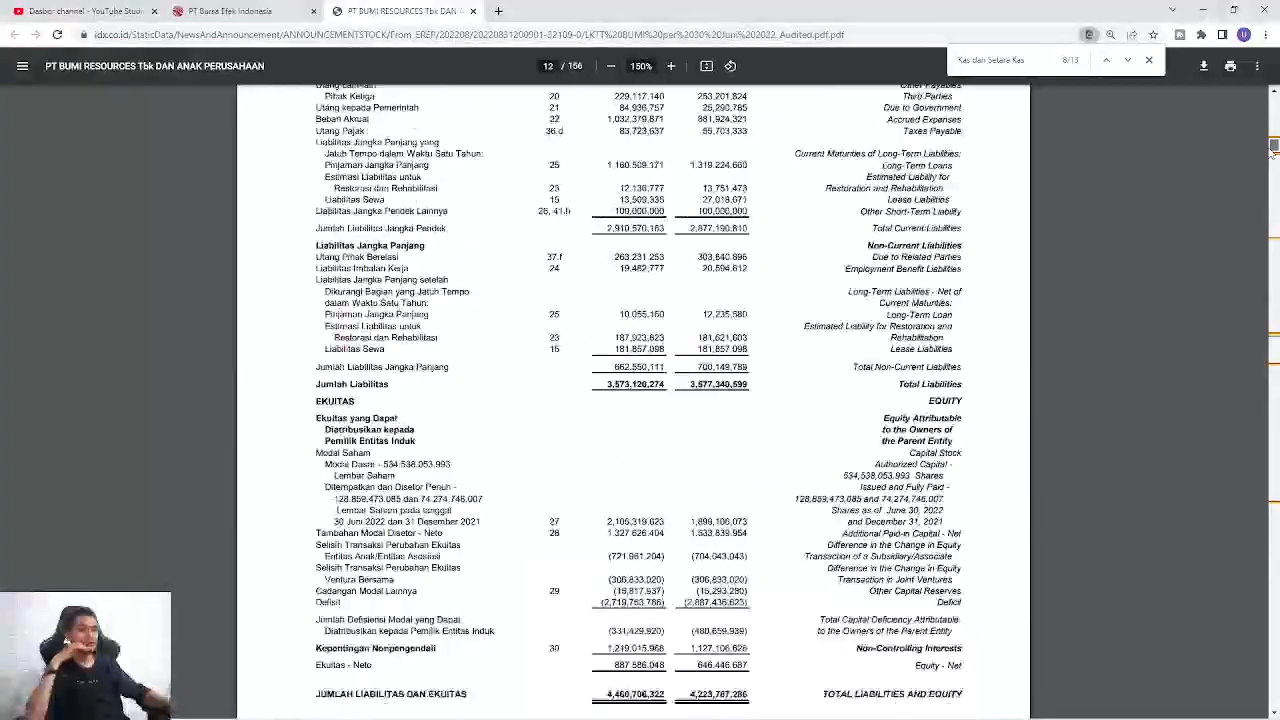 Dasbor channel - YouTube Studi
PT Bursa Efek Indonesia
PT BUMI RESOURCES Tbk DAN
idx.co.id/StaticData/NewsAndAnnouncement/ANNOUNCEMENTSTOCK/From_EREP/202208/20220831200901-32109-0/LKTT%20BUMI%20per%2030%20Juni%202022_Audited.pdf.pdf
Kas dan Setara Kas 8/13
PT BUMI RESOURCES Tbk DAN ANAK PERUSAHAAN 12 / 156 150%
Pihak Ketiga 20 229,117,140 253,201,824 Third Parties
Utang kepada Pemerintah 21 84,936,757 25,290,785 Due to Government
Beban Akrual 22 1,032,379,871 881,924,321 Accrued Expenses
Utang Pajak 36.d 83,723,637 Taxes Payable
Liabilitas Jangka Panjang yang
Jatuh Tempo dalam Waktu Satu Tahun: Current Maturities of Long-Term Liabilities:
Pinjaman Jangka Panjang 25 1,160,509,171 1,319,224,660 Long-Term Loans
Estimasi Liabilitas untuk Estimated Liability for
Restorasi dan Rehabilitasi 23 12,136,777 13,751,473 Restoration and Rehabilitation
Liabilitas Sewa 15 13,509,335 27,018,671 Lease Liabilities
Liabilitas Jangka Pendek Lainnya 26, 41.h 100,000,000 100,000,000 Other Short-Term Liability
Jumlah Liabilitas Jangka Pendek 2,910,570,163 2,877,190,810 Total Current Liabilities
Liabilitas Jangka Panjang Non-Current Liabilities
Utang Pihak Berelasi 37.f 263,231,253 303,840,896 Due to Related Parties
Liabilitas Imbalan Kerja 24 19,482,777 20,594,612 Employment Benefit Liabilities
Liabilitas Jangka Panjang setelah
Dikurangi Bagian yang Jatuh Tempo Long-Term Liabilities - Net of
dalam Waktu Satu Tahun: Current Maturities:
Pinjaman Jangka Panjang 25 10,055,160 12,235,580 Long-Term Loan
Estimasi Liabilitas untuk Estimated Liability for Restoration and
Restorasi dan Rehabilitasi 23 187,923,823 181,621,603 Rehabilitation
Liabilitas Sewa 15 181,857,098 181,857,098 Lease Liabilities
Jumlah Liabilitas Jangka Panjang 662,550,111 700,149,789 Total Non-Current Liabilities
Jumlah Liabilitas 3,573,120,274 3,577,340,599 Total Liabilities
EKUITAS EQUITY
Ekuitas yang Dapat Equity Attributable
Diatribusikan kepada to the Owners of
Pemilik Entitas Induk the Parent Entity
Modal Saham Capital Stock
Modal Dasar - 534.538.053.993 Authorized Capital -
Lembar Saham 534,538,053,993 Shares
Ditempatkan dan Disetor Penuh - Issued and Fully Paid -
128.859.473.085 dan 74.274.746.007 128,859,473,085 and 74,274,746,007
Lembar Saham pada tanggal Shares as of June 30, 2022
30 Juni 2022 dan 31 Desember 2021 27 2,105,319,623 1,899,106,073 and December 31, 2021
Tambahan Modal Disetor - Neto 28 1,327,626,404 1,533,839,954 Additional Paid-in Capital - Net
Selisih Transaksi Perubahan Ekuitas Difference in the Change in Equity
Entitas Anak/Entitas Asosiasi (721,961,204) (704,043,043) Transaction of a Subsidiary/Associate
Selisih Transaksi Perubahan Ekuitas Difference in the Change in Equity
Ventura Bersama (306,833,020) (306,833,020) Transaction in Joint Ventures
Cadangan Modal Lainnya 29 (15,293,280) Other Capital Reserves
Defisit Deficit
Jumlah Defisiensi Modal yang Dapat Total Capital Deficiency Attributable
Diatribusikan kepada Pemilik Entitas Induk (480,659,939) to the Owners of the Parent Entity
Kepentingan Nonpengendali 30 Non-Controlling Interests
Ekuitas - Neto 887,586,048 646,446,687 Equity - Net
JUMLAH LIABILITAS DAN EKUITAS 4,460,706,322 4,223,787,286 TOTAL LIABILITIES AND EQUITY